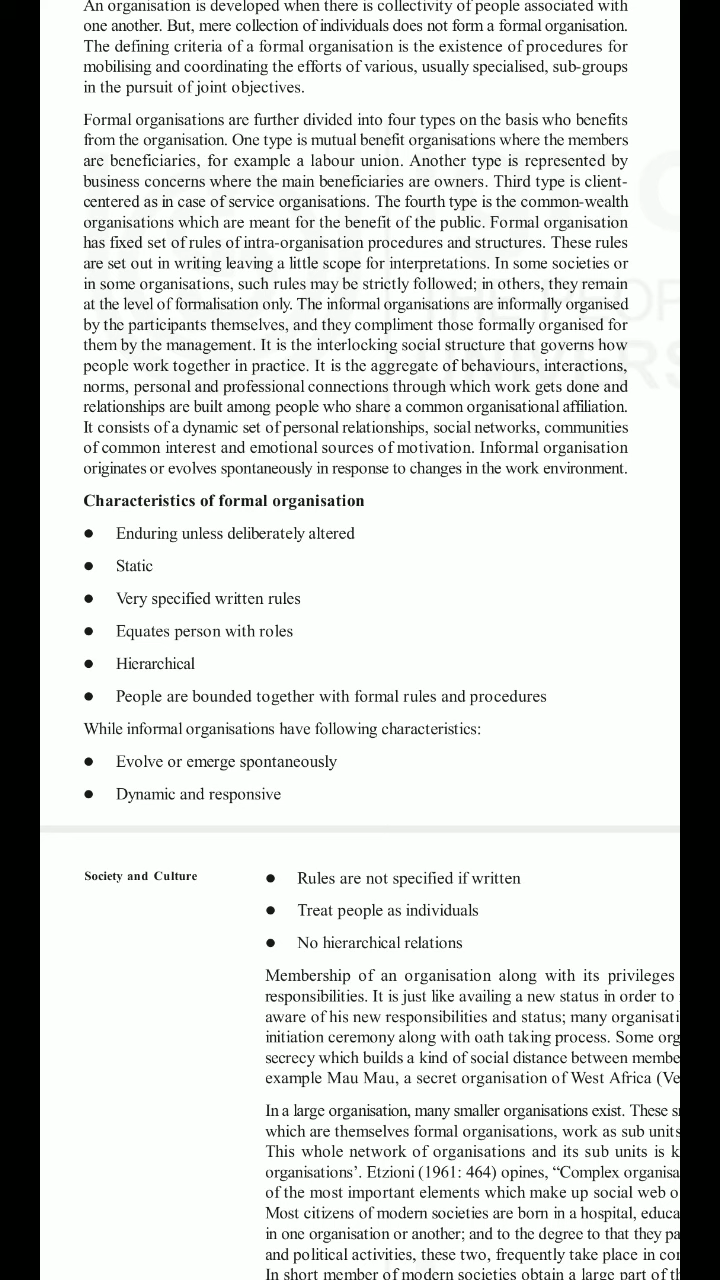 An organisation is developed when there is collectivity of people associated with
one another. But, mere collection of individuals does not form a formal organisation.
The defining criteria of a formal organisation is the existence of procedures for
mobilising and coordinating the efforts of various, usually specialised, sub-groups
in the pursuit of joint objectives.
Formal organisations are further divided into four types on the basis who benefits
from the organisation. One type is mutual benefit organisations where the members
are beneficiaries, for example a labour union. Another type is represented by
business concerns where the main beneficiaries are owners. Third type is client-
centered as in case of service organisations. The fourth type is the common-wealth
organisations which are meant for the benefit of the public. Formal organisation
has fixed set of rules of intra-organisation procedures and structures. These rules
are set out in writing leaving a little scope for interpretations. In some societies or
in some organisations, such rules may be strictly followed; in others, they remain
at the level of formalisation only. The informal organisations are informally organised
by the participants themselves, and they compliment those formally organised for
them by the management. It is the interlocking social structure that governs how
people work together in practice. It is the aggregate of behaviours, interactions,
norms, personal and professional connections through which work gets done and
relationships are built among people who share a common organisational affiliation.
It consists of a dynamic set of personal relationships, social networks, communities
of common interest and emotional sources of motivation. Informal organisation
originates or evolves spontaneously in response to changes in the work environment.
Characteristics of formal organisation
● Enduring unless deliberately altered
● Static
● Very specified written rules
● Equates person with roles
● Hierarchical
● People are bounded together with formal rules and procedures
While informal organisations have following characteristics:
● Evolve or emerge spontaneously
● Dynamic and responsive
Society and Culture
● Rules are not specified if written
● Treat people as individuals
● No hierarchical relations
Membership of an organisation along with its privileges
responsibilities. It is just like availing a new status in order to
aware of his new responsibilities and status; many organisati
initiation ceremony along with oath taking process. Some org
secrecy which builds a kind of social distance between membe
example Mau Mau, a secret organisation of West Africa (Ve
In a large organisation, many smaller organisations exist. These s
which are themselves formal organisations, work as sub units
This whole network of organisations and its sub units is k
organisations’. Etzioni (1961: 464) opines, “Complex organisa
of the most important elements which make up social web o
Most citizens of modern societies are born in a hospital, educa
in one organisation or another; and to the degree to that they pa
and political activities, these two, frequently take place in co
In short member of modern societies obtain a large part of th